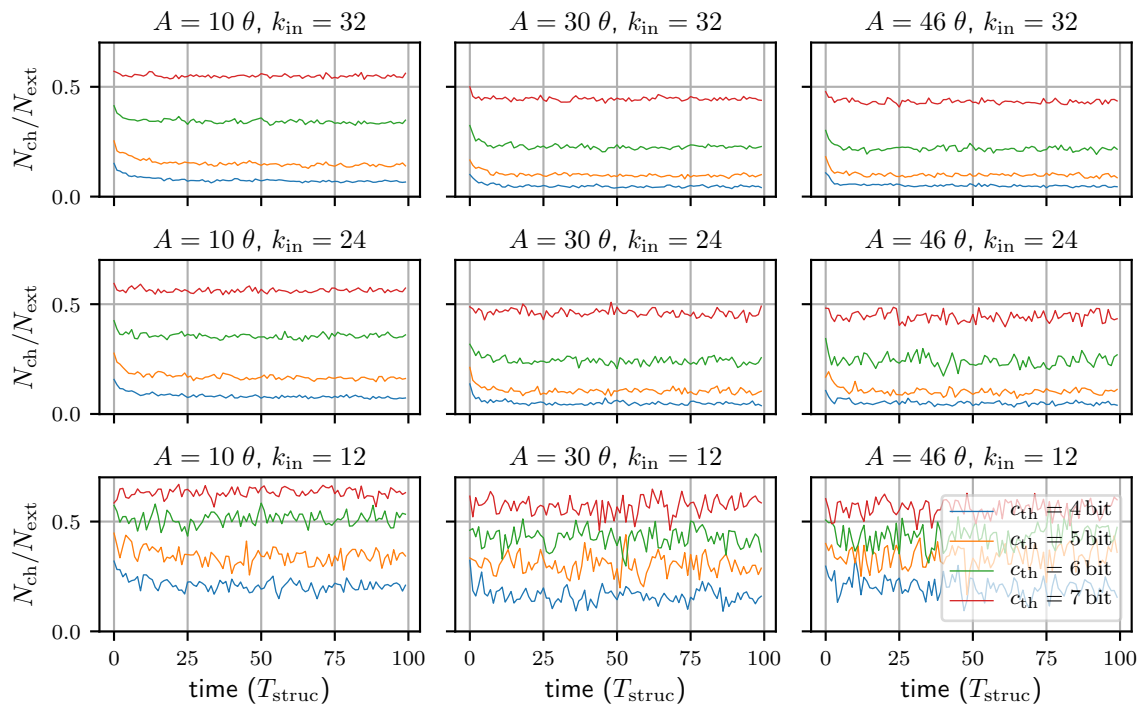 A = 10 θ, k_in = 32
A = 30 θ, k_in = 32
A = 46 θ, k_in = 32
N_ch/N_ext
0.5
0.0
A = 10 θ, k_in = 24
A = 30 θ, k_in = 24
A = 46 θ, k_in = 24
N_ch/N_ext
0.5
0.0
A = 10 θ, k_in = 12
A = 30 θ, k_in = 12
A = 46 θ, k_in = 12
N_ch/N_ext
0.5
0.0
c_th = 4 bit
c_th = 5 bit
c_th = 6 bit
c_th = 7 bit
0 25 50 75 100
0 25 50 75 100
0 25 50 75 100
time (T_struc)
time (T_struc)
time (T_struc)